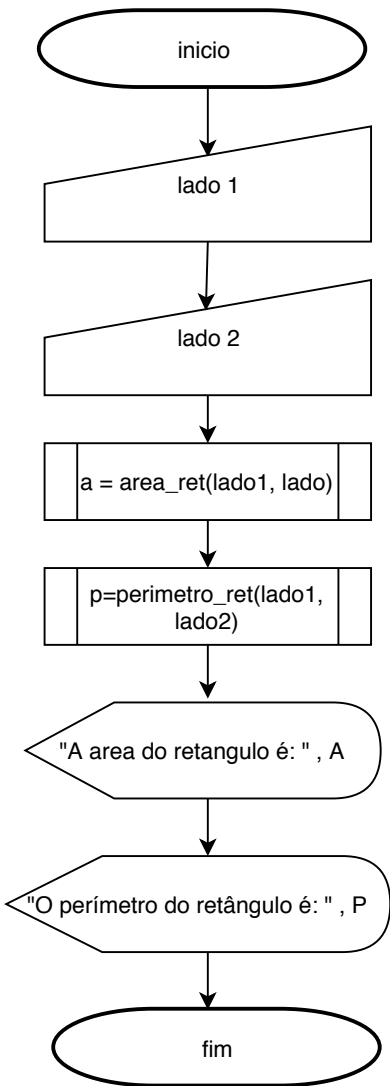 inicio
lado 1
lado 2
a = area_ret(lado1, lado)
p=perimetro_ret(lado1,
lado2)
"A area do retangulo é: " , A
"O perímetro do retângulo é: " , P
fim